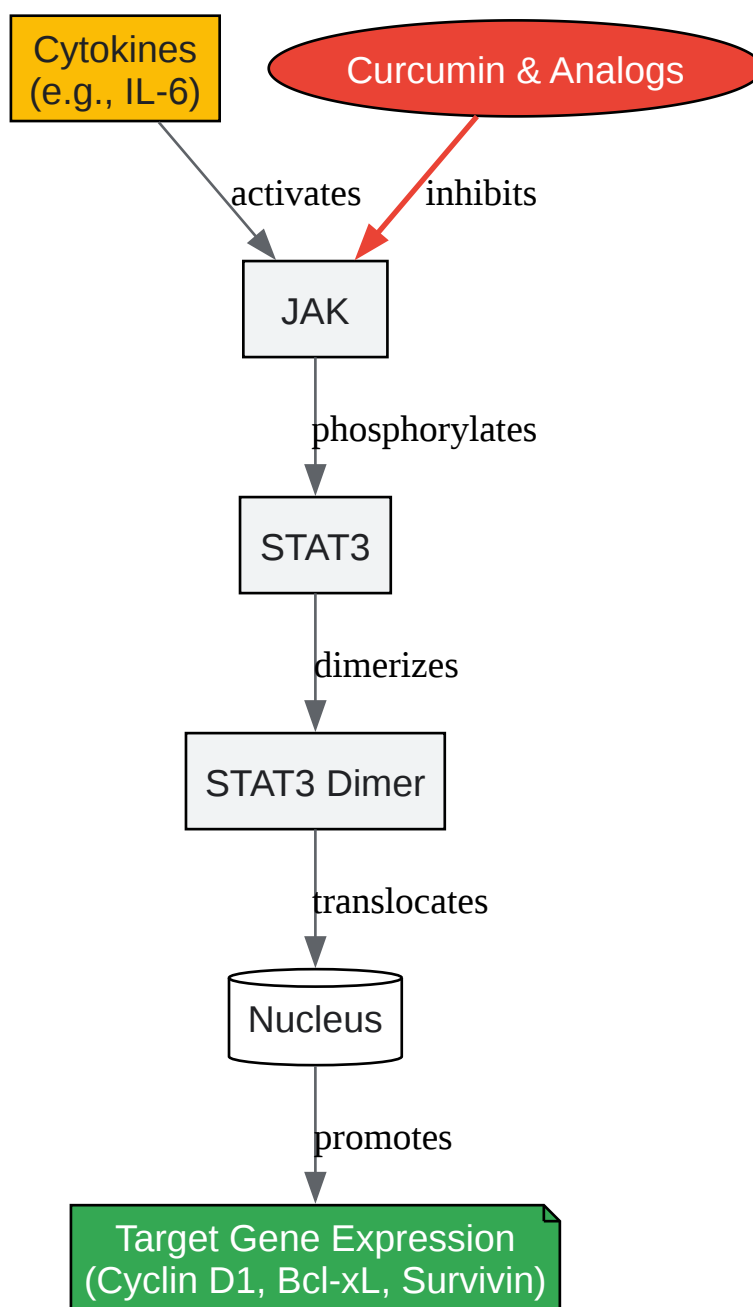 Cytokines
(e.g., IL-6)
Curcumin & Analogs
activates
inhibits
JAK
phosphorylates
STAT3
dimerizes
STAT3 Dimer
translocates
Nucleus
promotes
Target Gene Expression
(Cyclin D1, Bcl-xL, Survivin)